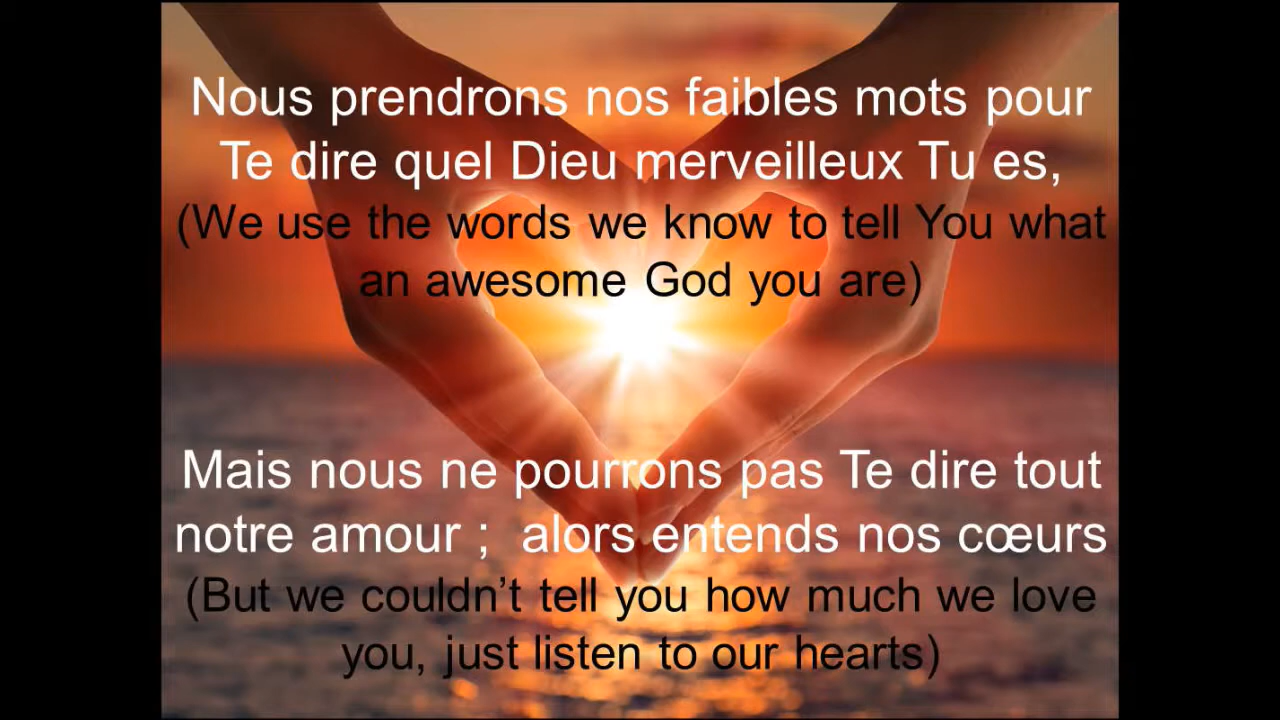 Nous prendrons nos faibles mots pour
Te dire quel Dieu merveilleux Tu es,
(We use the words we know to tell You what
an awesome God you are)
Mais nous ne pourrons pas Te dire tout
notre amour ;  alors entends nos cœurs
(But we couldn’t tell you how much we love
you, just listen to our hearts)